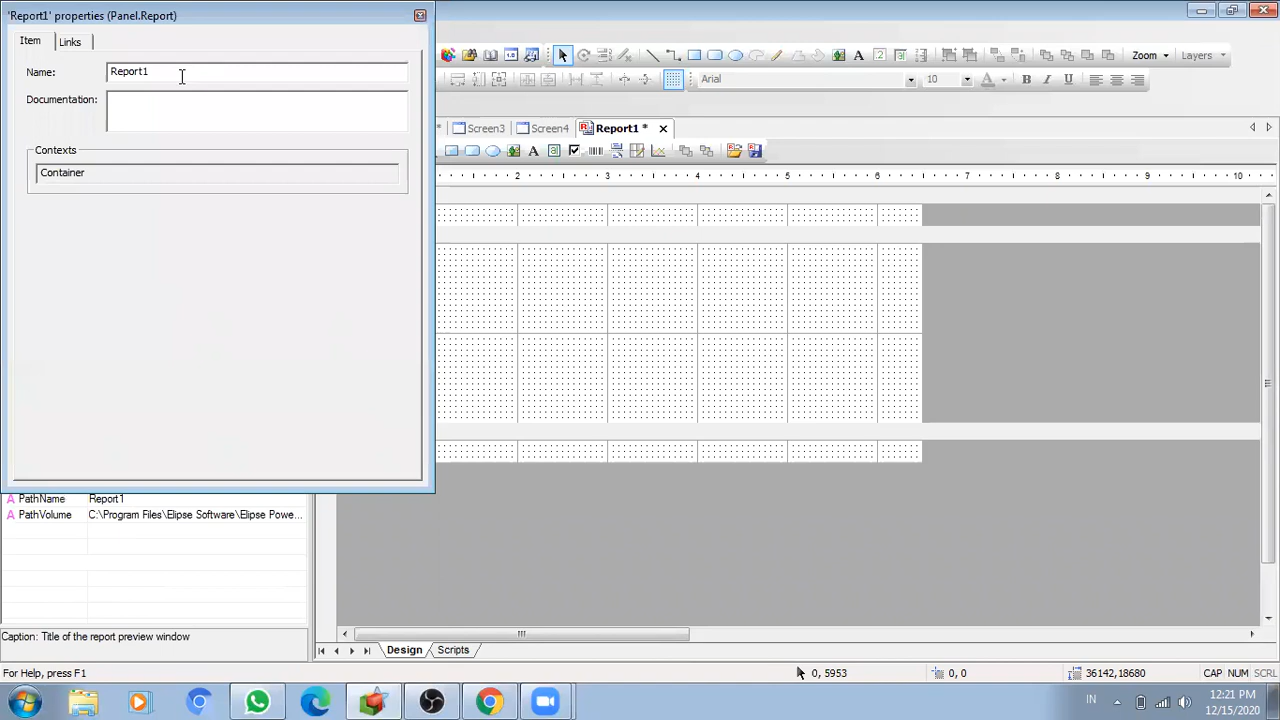 'Report1' properties (Panel.Report)
Item Links
Name: Report1
Documentation:
Contexts
Container
Zoom Layers
Arial 10 A B I U
Screen3 Screen4 Report1 *
2 3 4 5 6 7 8 9 10
PathName Report1
PathVolume C:\Program Files\Elipse Software\Elipse Powe...
Caption: Title of the report preview window
Design Scripts
For Help, press F1
0, 5953 0, 0 36142,18680 CAP NUM SCRL
IN 12:21 PM
12/15/2020